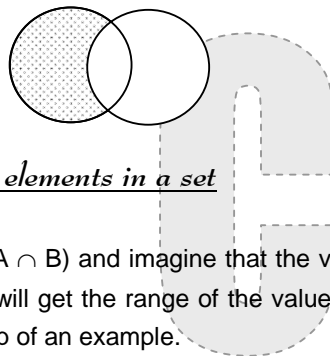 elements in a set
A ∩ B) and imagine that the v
will get the range of the value
of an example.